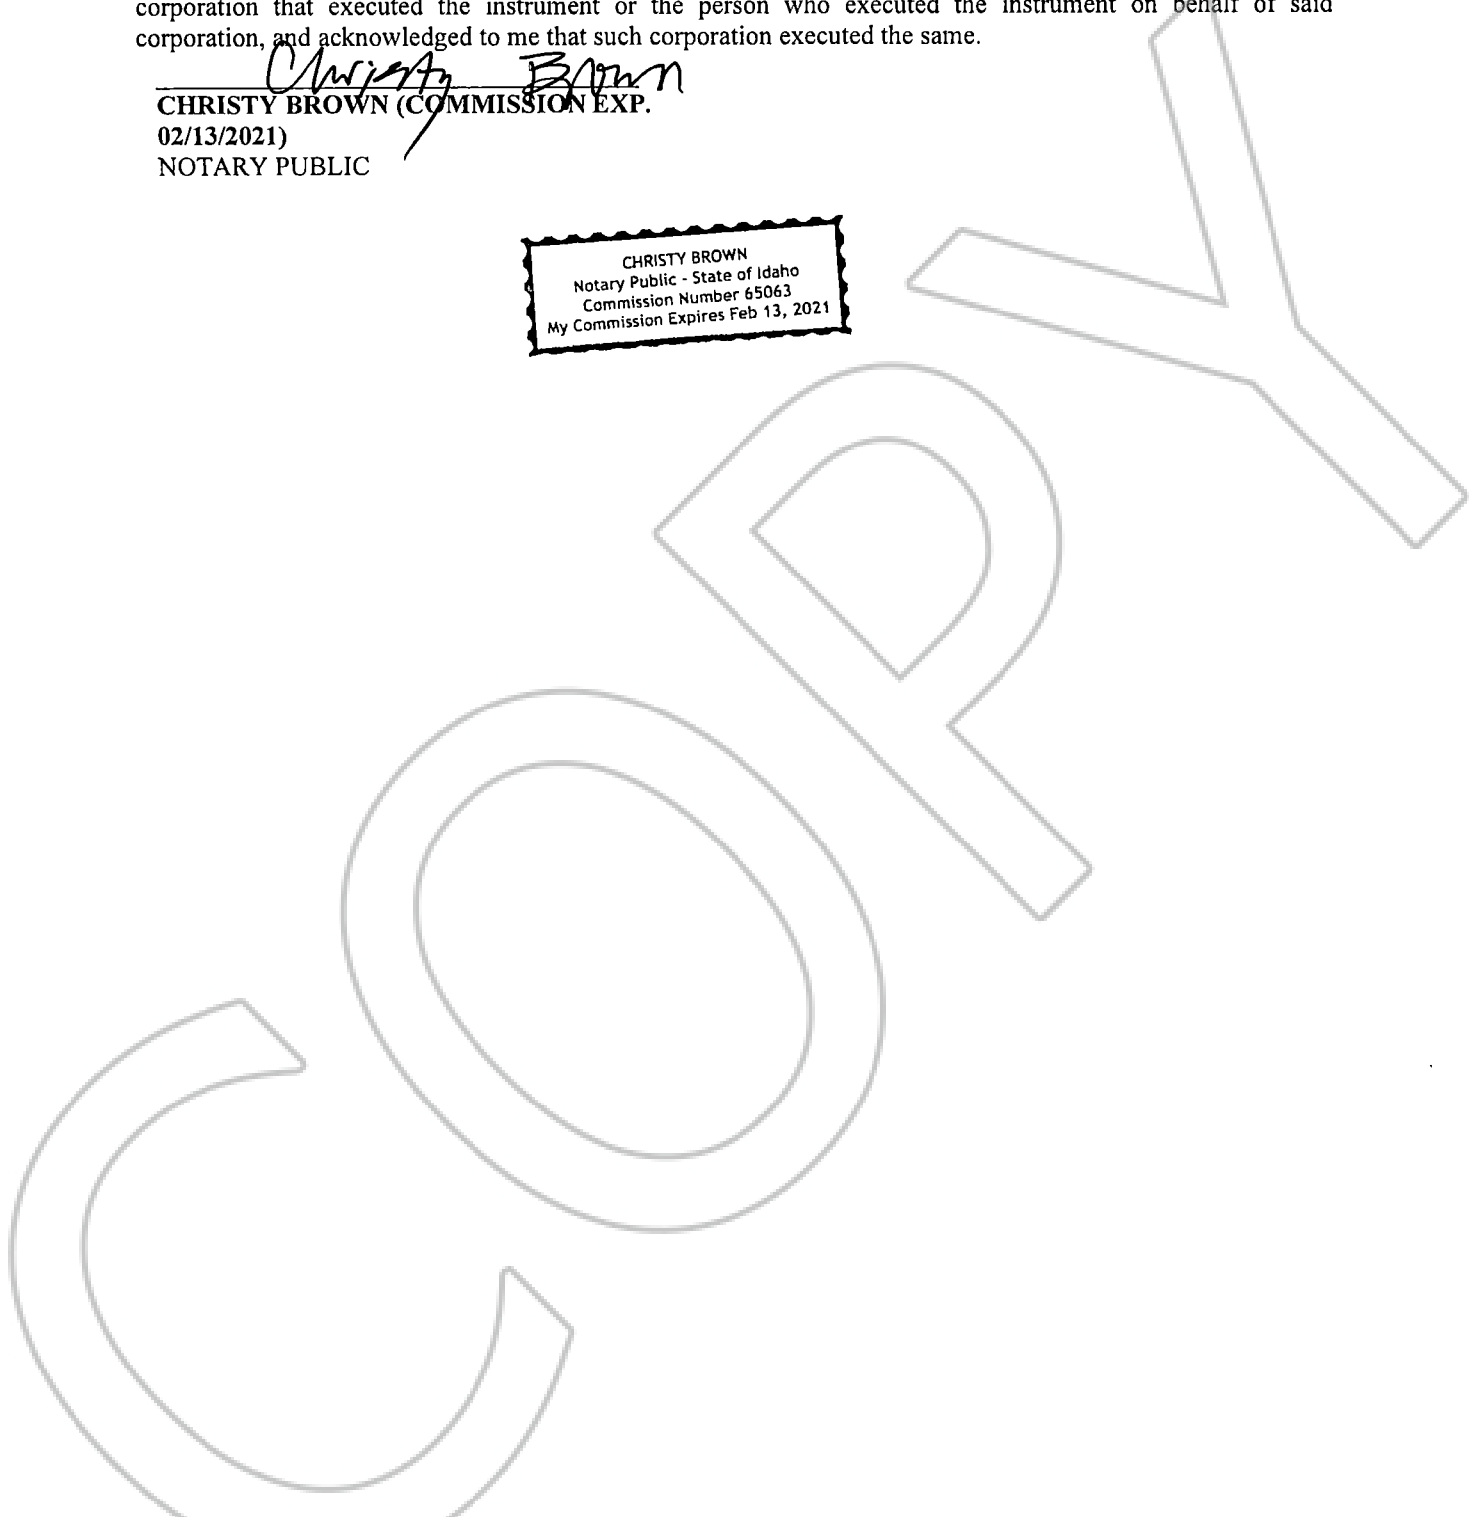 corporation that executed the instrument or the person who executed the instrument on behalf of said
corporation, and acknowledged to me that such corporation executed the same.
Christy Brown
CHRISTY BROWN (COMMISSION EXP.
02/13/2021)
NOTARY PUBLIC
CHRISTY BROWN
Notary Public - State of Idaho
Commission Number 65063
My Commission Expires Feb 13, 2021
COPY